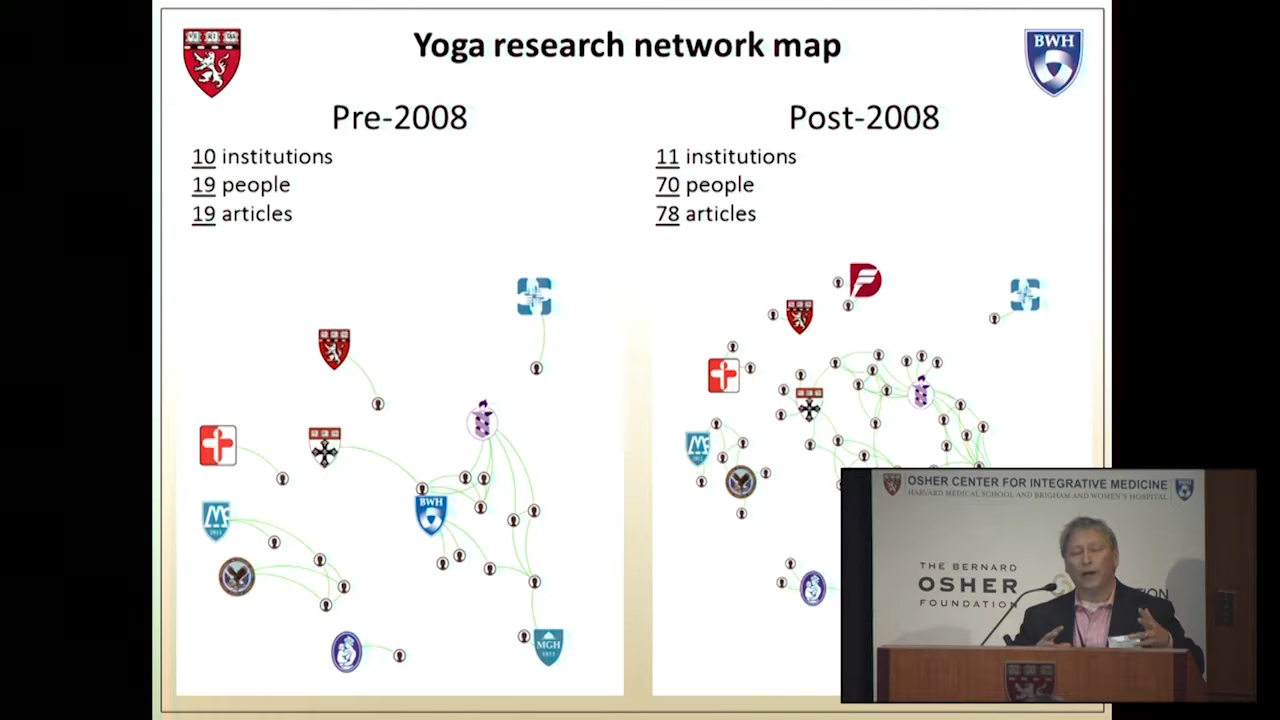 Yoga research network map
BWH
Pre-2008
10 institutions
19 people
19 articles
Post-2008
11 institutions
70 people
78 articles
BWH
MGH
1811
OSHER CENTER FOR INTEGRATIVE MEDICINE
HARVARD MEDICAL SCHOOL AND BRIGHAM AND WOMEN'S HOSPITAL
THE BERNARD
OSHER
FOUNDATION